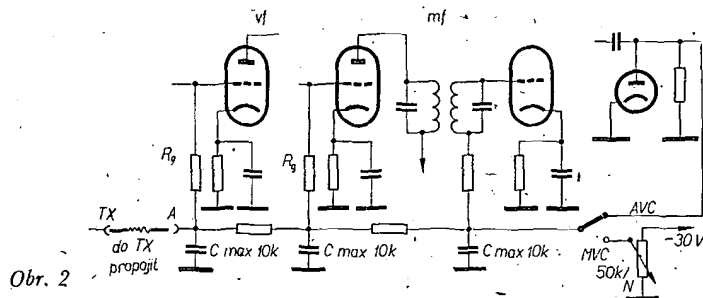 vf
mf
Rg
Rg
TX
A
do TX
propojit
C max 10k
C max 10k
C max 10k
AVC
MVC
50k/
N
-30V
Obr. 2